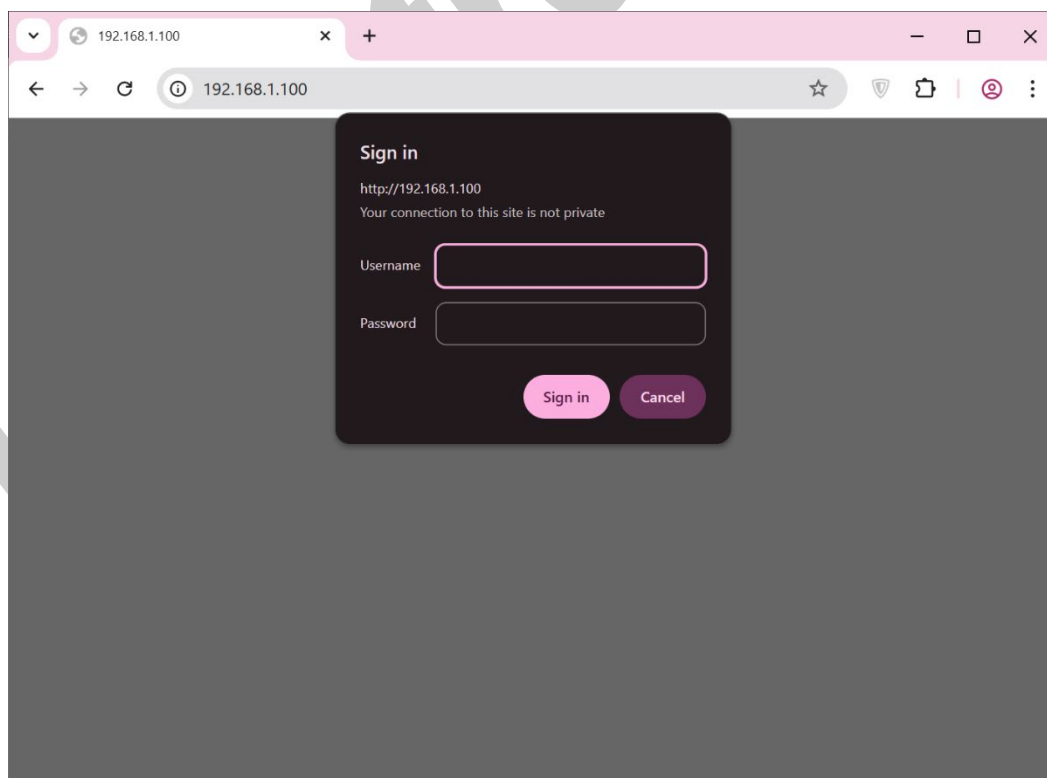 192.168.1.100
192.168.1.100
Sign in
http://192.168.1.100
Your connection to this site is not private
Username
Password
Sign in Cancel